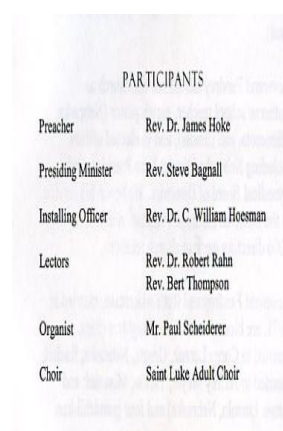 PARTICIPANTS
Preacher Rev. Dr. James Hoke
Presiding Minister Rev. Steve Bagnall
Installing Officer Rev. Dr. C. William Hoesman
Lectors Rev. Dr. Robert Rahn
Rev. Bert Thompson
Organist Mr. Paul Scheiderer
Choir Saint Luke Adult Choir